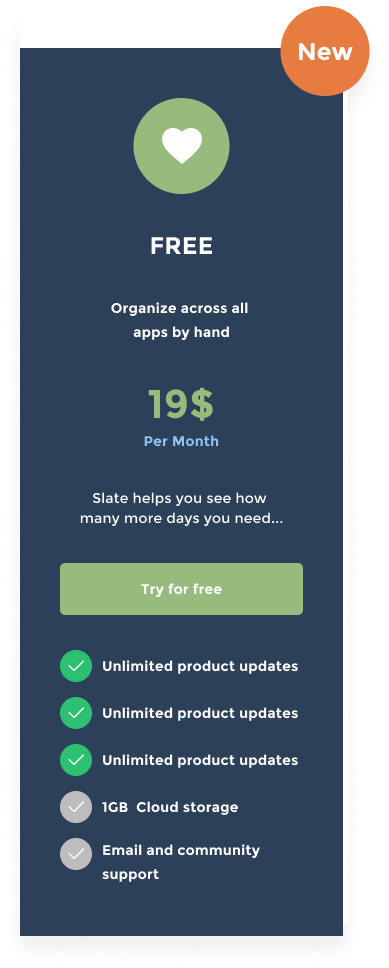 New
FREE
Organize across all
apps by hand
19$
Per Month
Slate helps you see how
many more days you need...
Try for free
Unlimited product updates
Unlimited product updates
Unlimited product updates
1GB  Cloud storage
Email and community
support